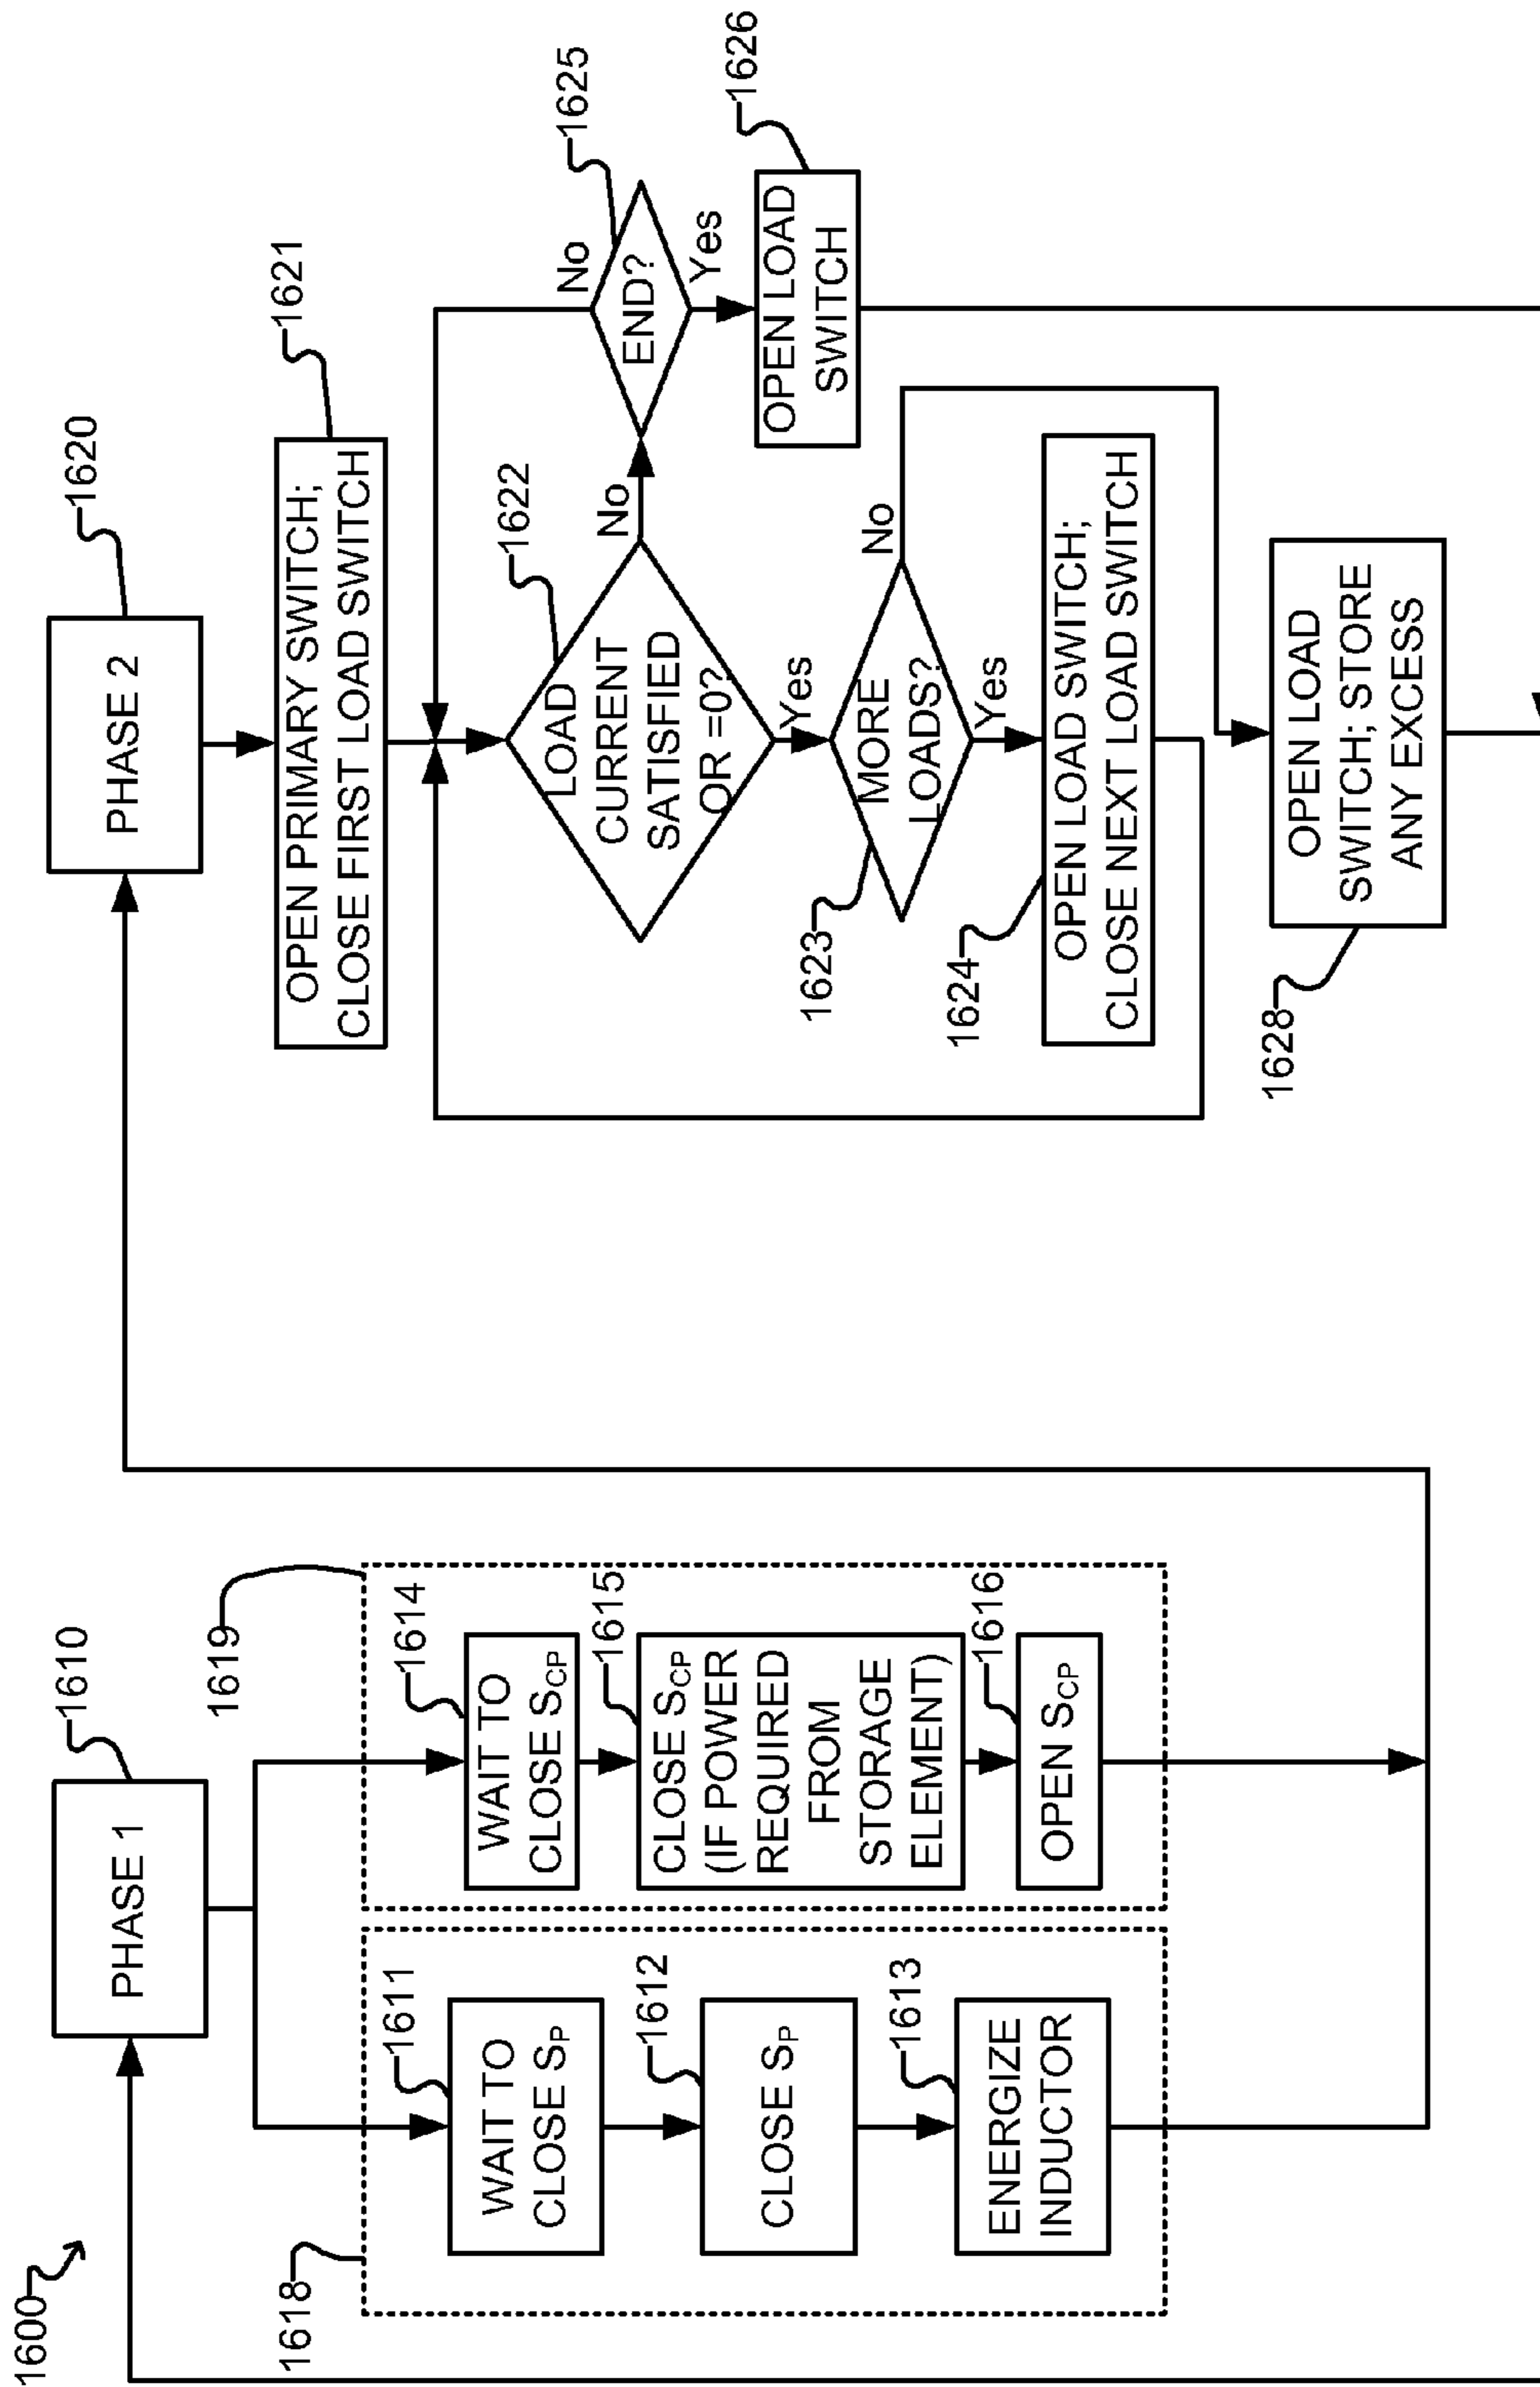 1600
PHASE 1
1610
1618
1619
WAIT TO
CLOSE SP
1611
CLOSE SP
1612
ENERGIZE
INDUCTOR
1613
WAIT TO
CLOSE SCP
1614
CLOSE SCP
(IF POWER
REQUIRED
FROM
STORAGE
ELEMENT)
1615
OPEN SCP
1616
PHASE 2
1620
OPEN PRIMARY SWITCH;
CLOSE FIRST LOAD SWITCH
1621
LOAD
CURRENT
SATISFIED
OR =0?
1622
No
END?
1625
No
Yes
OPEN LOAD
SWITCH
1626
Yes
MORE
LOADS?
1623
No
Yes
OPEN LOAD SWITCH;
CLOSE NEXT LOAD SWITCH
1624
OPEN LOAD
SWITCH; STORE
ANY EXCESS
1628